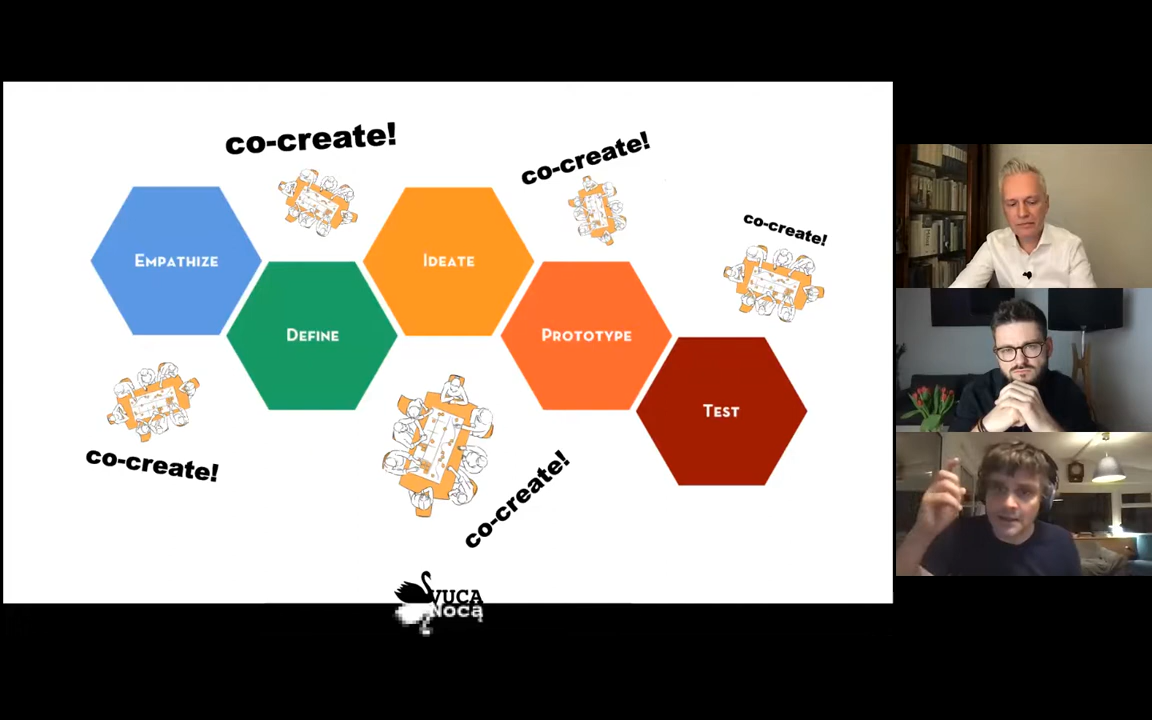 co-create!
co-create!
co-create!
EMPATHIZE
IDEATE
DEFINE
PROTOTYPE
TEST
co-create!
co-create!
VUCA
NOCĄ